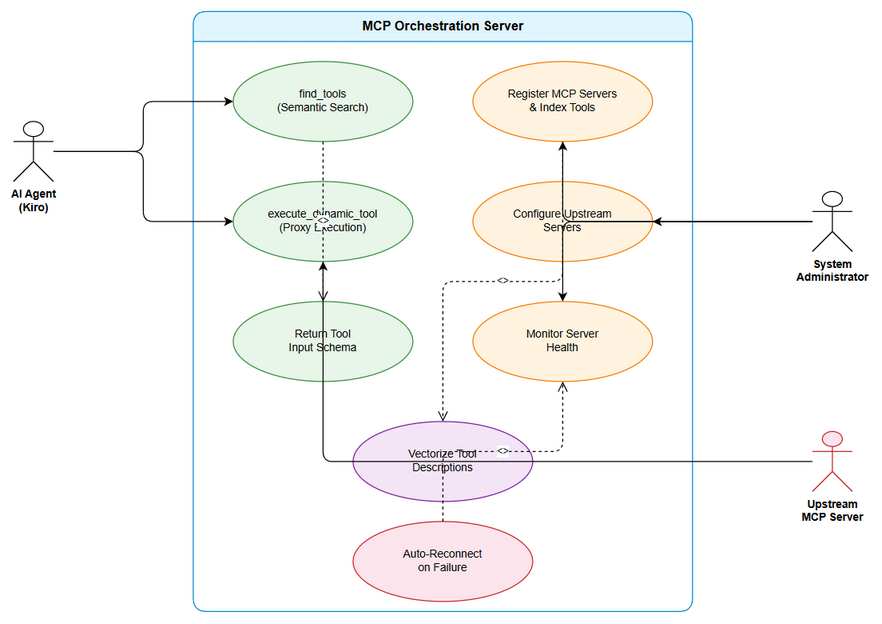 MCP Orchestration Server
find_tools
(Semantic Search)
Register MCP Servers
& Index Tools
AI Agent
(Kiro)
execute_dynamic_tool
(Proxy Execution)
<>
Configure Upstream
Servers
System
Administrator
<>
Return Tool
Input Schema
Monitor Server
Health
Vectorize Tool
Descriptions
<>
Upstream
MCP Server
Auto-Reconnect
on Failure